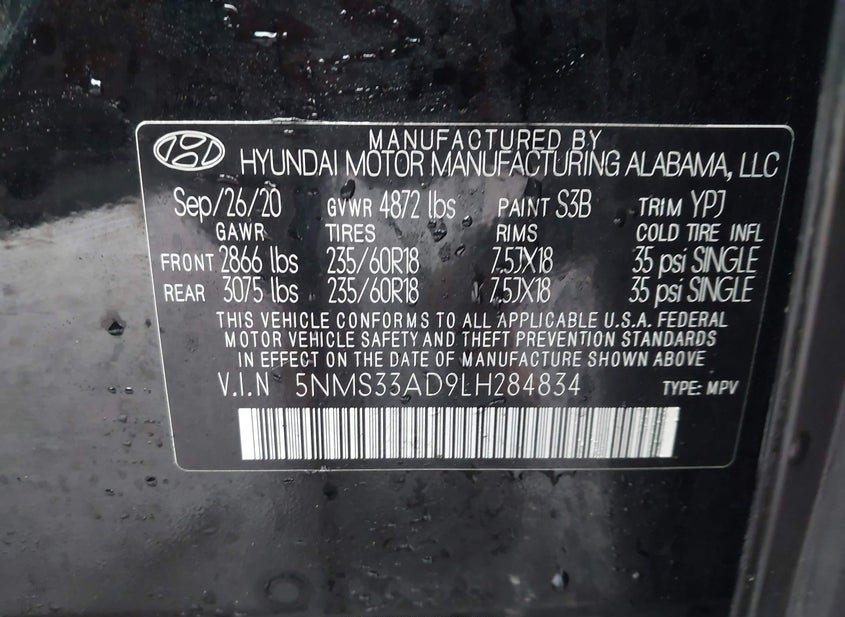 MANUFACTURED BY
HYUNDAI MOTOR MANUFACTURING ALABAMA, LLC
Sep/26/20 GVWR 4872 lbs PAINT S3B TRIM YPJ
GAWR TIRES RIMS COLD TIRE INFL
FRONT 2866 lbs 235/60R18 7.5JX18 35 psi SINGLE
REAR 3075 lbs 235/60R18 7.5JX18 35 psi SINGLE
THIS VEHICLE CONFORMS TO ALL APPLICABLE U.S.A. FEDERAL
MOTOR VEHICLE SAFETY AND THEFT PREVENTION STANDARDS
IN EFFECT ON THE DATE OF MANUFACTURE SHOWN ABOVE
V.I.N 5NMS33AD9LH284834 TYPE: MPV